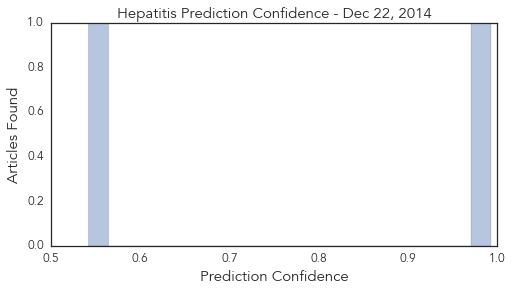 Hepatitis Prediction Confidence - Dec 22, 2014
Articles Found
1.0
0.8
0.6
0.4
0.2
0.0
0.5 0.6 0.7 0.8 0.9 1.0
Prediction Confidence